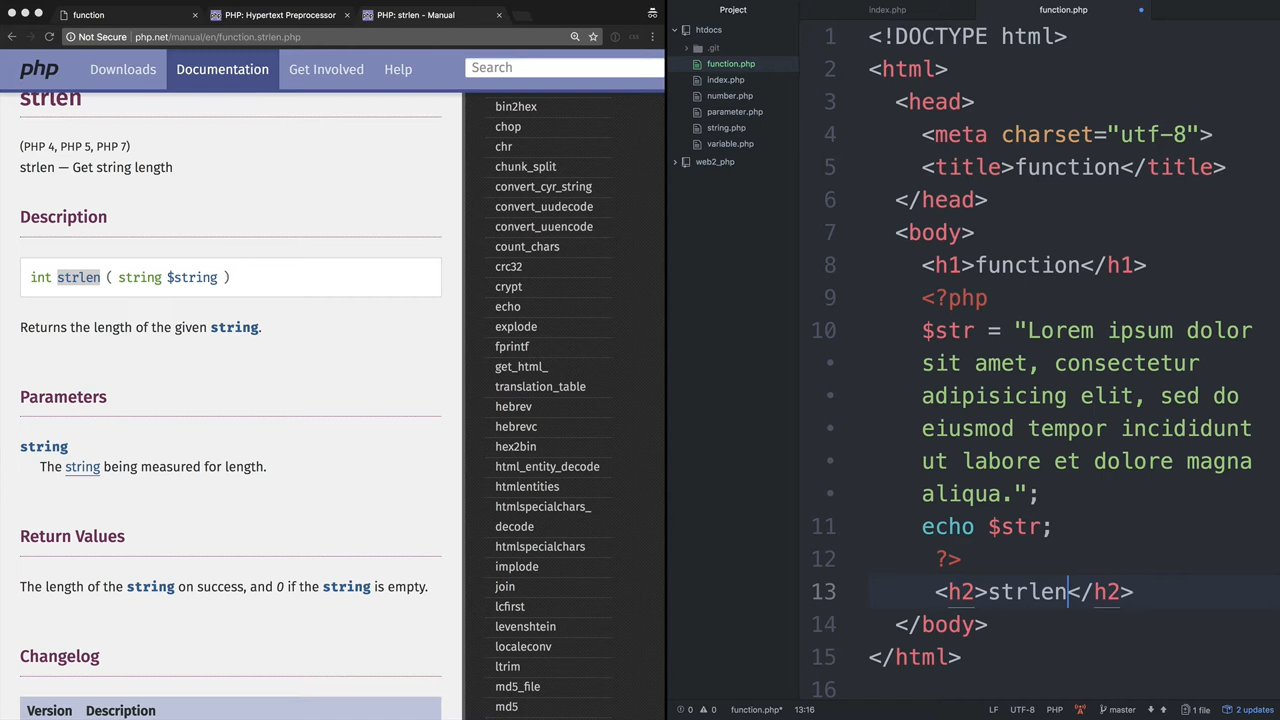 function
PHP: Hypertext Preprocessor
PHP: strlen - Manual
Not Secure
php.net/manual/en/function.strlen.php
php
Downloads
Documentation
Get Involved
Help
Search
strlen
(PHP 4, PHP 5, PHP 7)
strlen — Get string length
Description
int strlen ( string $string )
Returns the length of the given string.
Parameters
string
The string being measured for length.
Return Values
The length of the string on success, and 0 if the string is empty.
Changelog
Version Description
bin2hex
chop
chr
chunk_split
convert_cyr_string
convert_uudecode
convert_uuencode
count_chars
crc32
crypt
echo
explode
fprintf
get_html_
translation_table
hebrev
hebrevc
hex2bin
html_entity_decode
htmlentities
htmlspecialchars_
decode
htmlspecialchars
implode
join
lcfirst
levenshtein
localeconv
ltrim
md5_file
md5
Project
htdocs
.git
function.php
index.php
number.php
parameter.php
string.php
variable.php
web2_php
index.php
function.php
1 <!DOCTYPE html>
2 <html>
3 <head>
4 <meta charset="utf-8">
5 <title>function</title>
6 </head>
7 <body>
8 <h1>function</h1>
9 <?php
10 $str = "Lorem ipsum dolor
sit amet, consectetur
adipisicing elit, sed do
eiusmod tempor incididunt
ut labore et dolore magna
aliqua.";
11 echo $str;
12 ?>
13 <h2>strlen</h2>
14 </body>
15 </html>
16
0 0 function.php* 13:16
LF UTF-8 PHP master 1 file 2 updates